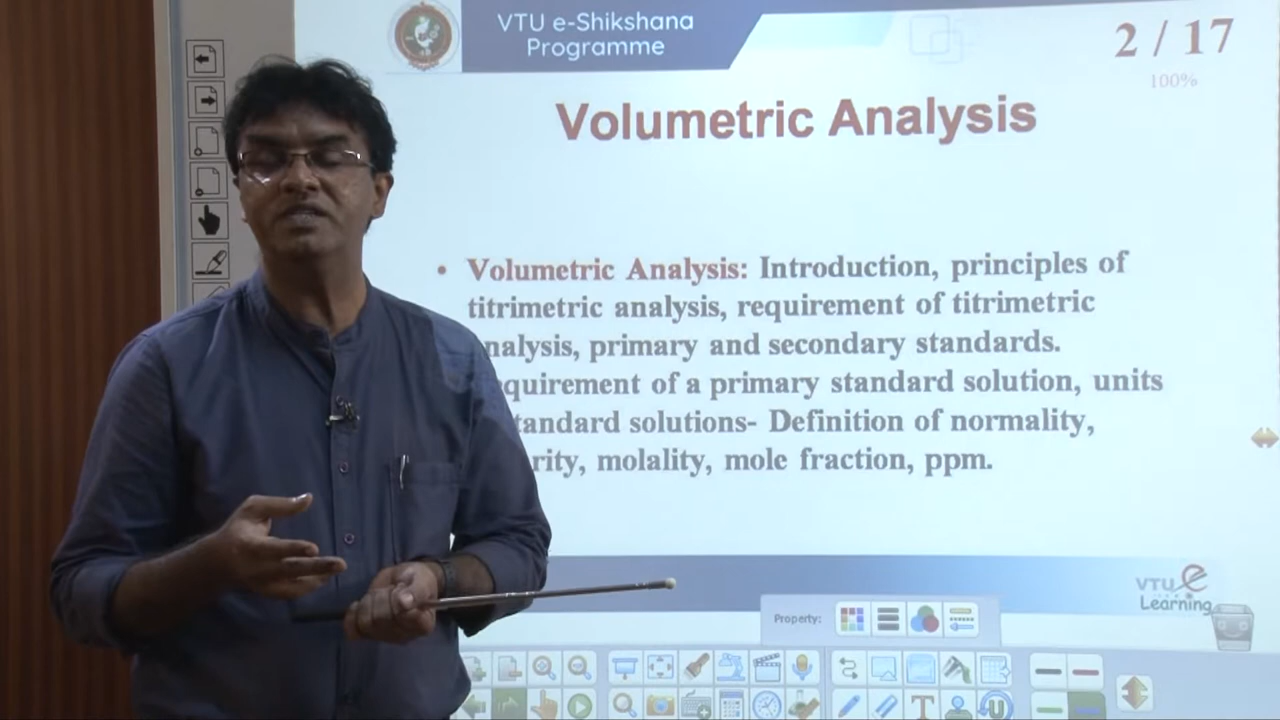 VTU e-Shikshana
Programme
2 / 17
100%
Volumetric Analysis
• Volumetric Analysis: Introduction, principles of
titrimetric analysis, requirement of titrimetric
nalysis, primary and secondary standards.
quirement of a primary standard solution, units
tandard solutions- Definition of normality,
rity, molality, mole fraction, ppm.
VTU e
Learning
Property: